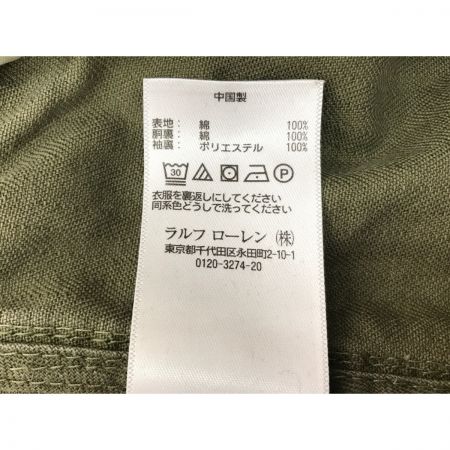 中国製
表地: 綿 100%
胴裏: 綿 100%
袖裏: ポリエステル 100%
30 P
衣服を裏返しにしてください
同系色どうしで洗ってください
ラルフ ローレン (株)
東京都千代田区永田町2-10-1
0120-3274-20